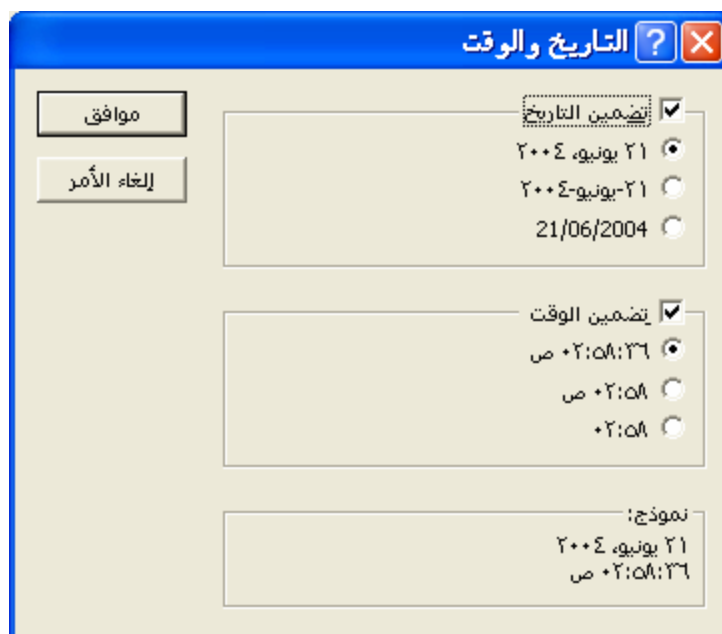 التاريخ والوقت
تضمين التاريخ
٢١ يونيو، ٢٠٠٤
٢١-يونيو-٢٠٠٤
21/06/2004
موافق
إلغاء الأمر
تضمين الوقت
٠٢:٥٨:٣٦ ص
٠٢:٥٨ ص
٠٢:٥٨
نموذج:
٢١ يونيو، ٢٠٠٤
٠٢:٥٨:٣٦ ص